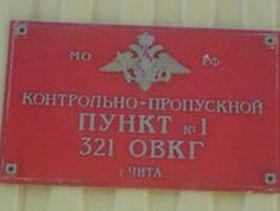 МО РФ
КОНТРОЛЬНО-ПРОПУСКНОЙ
ПУНКТ №1
321 ОВКГ
г.ЧИТА